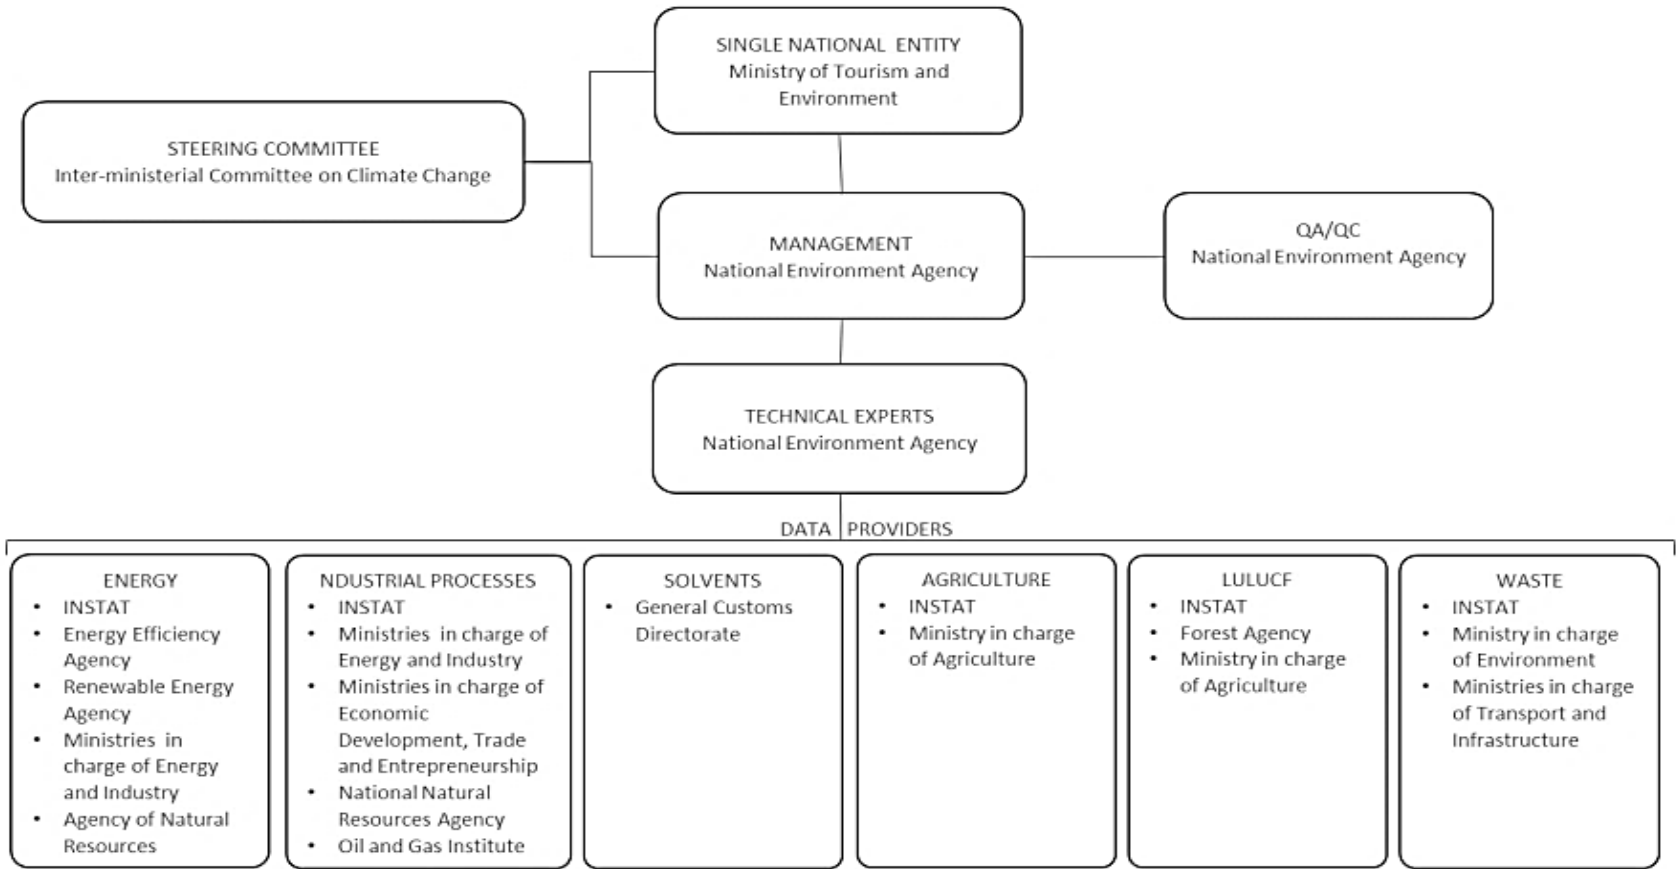 SINGLE NATIONAL ENTITY
Ministry of Tourism and
Environment
STEERING COMMITTEE
Inter-ministerial Committee on Climate Change
MANAGEMENT
National Environment Agency
QA/QC
National Environment Agency
TECHNICAL EXPERTS
National Environment Agency
DATA PROVIDERS
ENERGY
• INSTAT
• Energy Efficiency
Agency
• Renewable Energy
Agency
• Ministries in
charge of Energy
and Industry
• Agency of Natural
Resources
NDUSTRIAL PROCESSES
• INSTAT
• Ministries in charge of
Energy and Industry
• Ministries in charge of
Economic
Development, Trade
and Entrepreneurship
• National Natural
Resources Agency
• Oil and Gas Institute
SOLVENTS
• General Customs
Directorate
AGRICULTURE
• INSTAT
• Ministry in charge
of Agriculture
LULUCF
• INSTAT
• Forest Agency
• Ministry in charge
of Agriculture
WASTE
• INSTAT
• Ministry in charge
of Environment
• Ministries in charge
of Transport and
Infrastructure